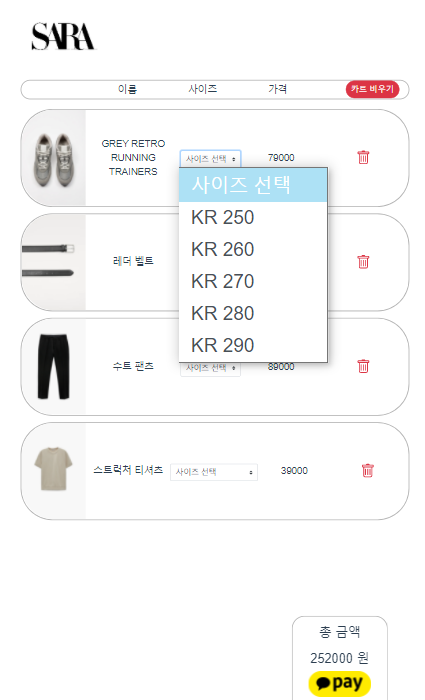 SARA
이름 사이즈 가격 카트 비우기
GREY RETRO
RUNNING
TRAINERS
사이즈 선택 79000
사이즈 선택
KR 250
KR 260
KR 270
KR 280
KR 290
레더 벨트
수트 팬츠 사이즈 선택 89000
스트럭처 티셔츠 사이즈 선택 39000
총 금액
252000 원
pay